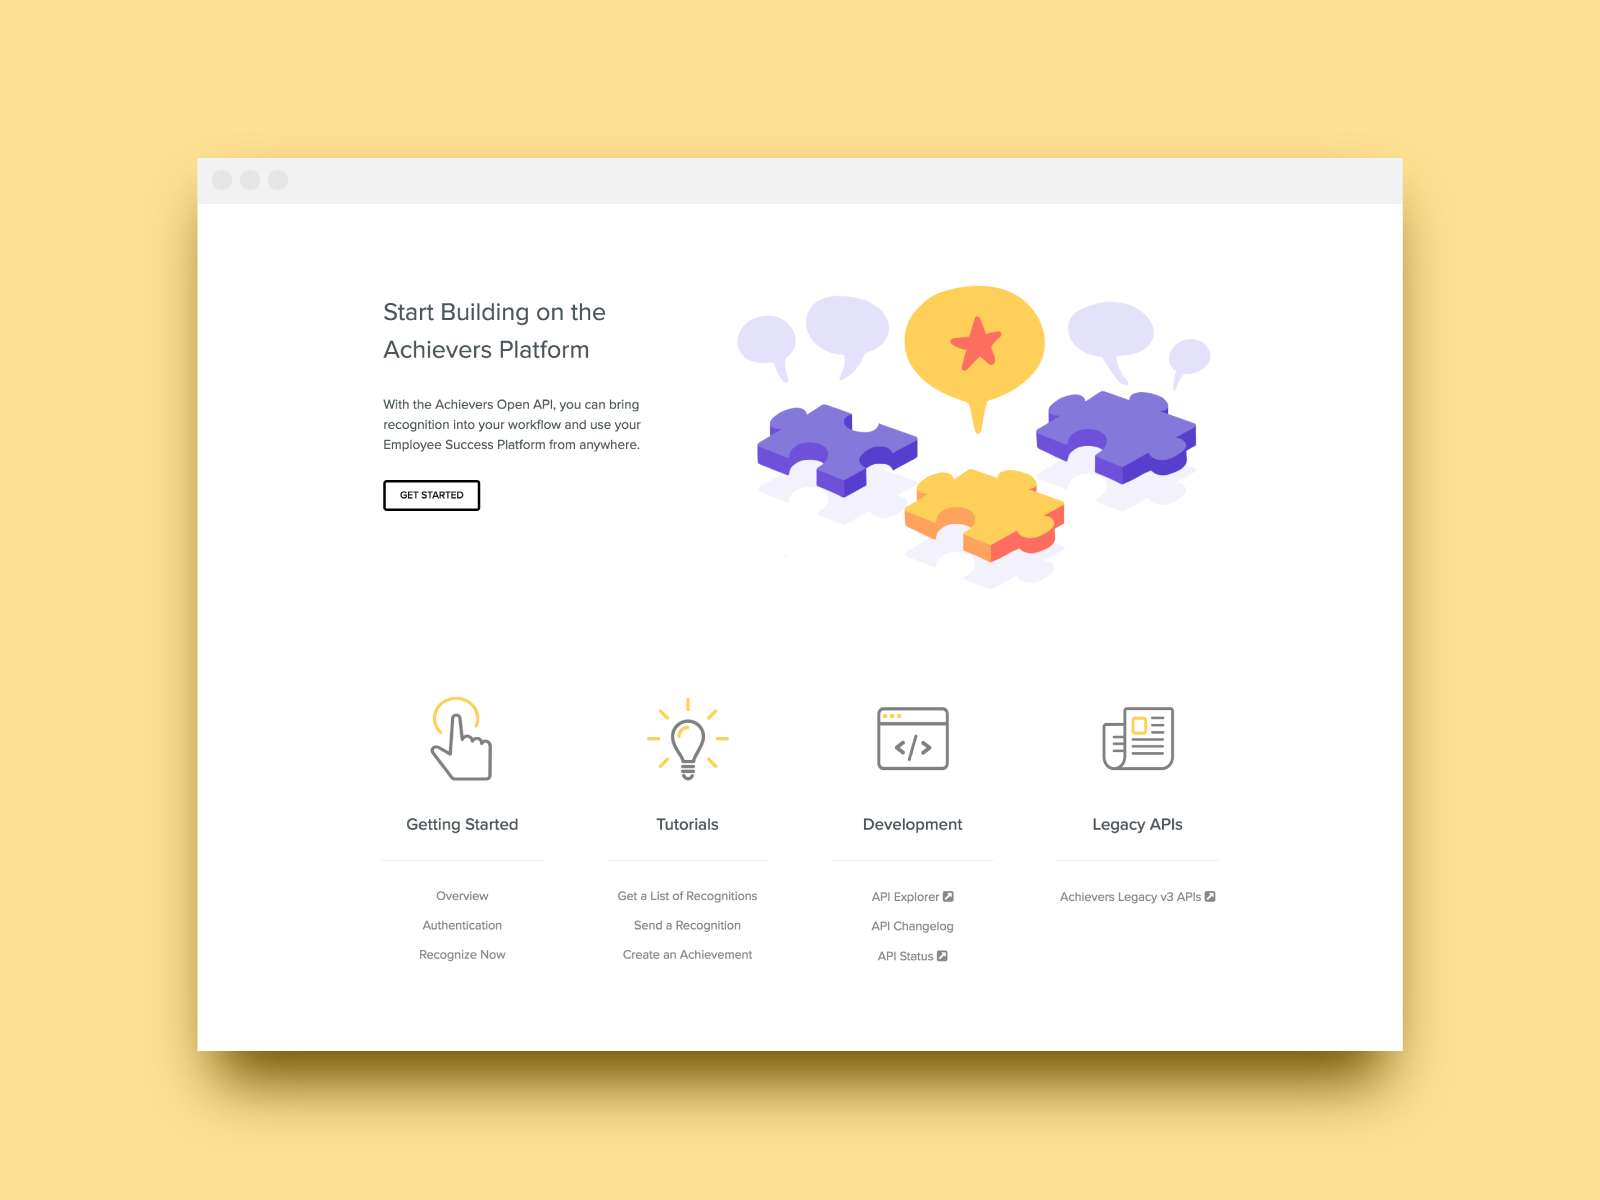 Start Building on the
Achievers Platform
With the Achievers Open API, you can bring
recognition into your workflow and use your
Employee Success Platform from anywhere.
GET STARTED
Getting Started
Overview
Authentication
Recognize Now
Tutorials
Get a List of Recognitions
Send a Recognition
Create an Achievement
Development
</>
API Explorer
API Changelog
API Status
Legacy APIs
Achievers Legacy v3 APIs